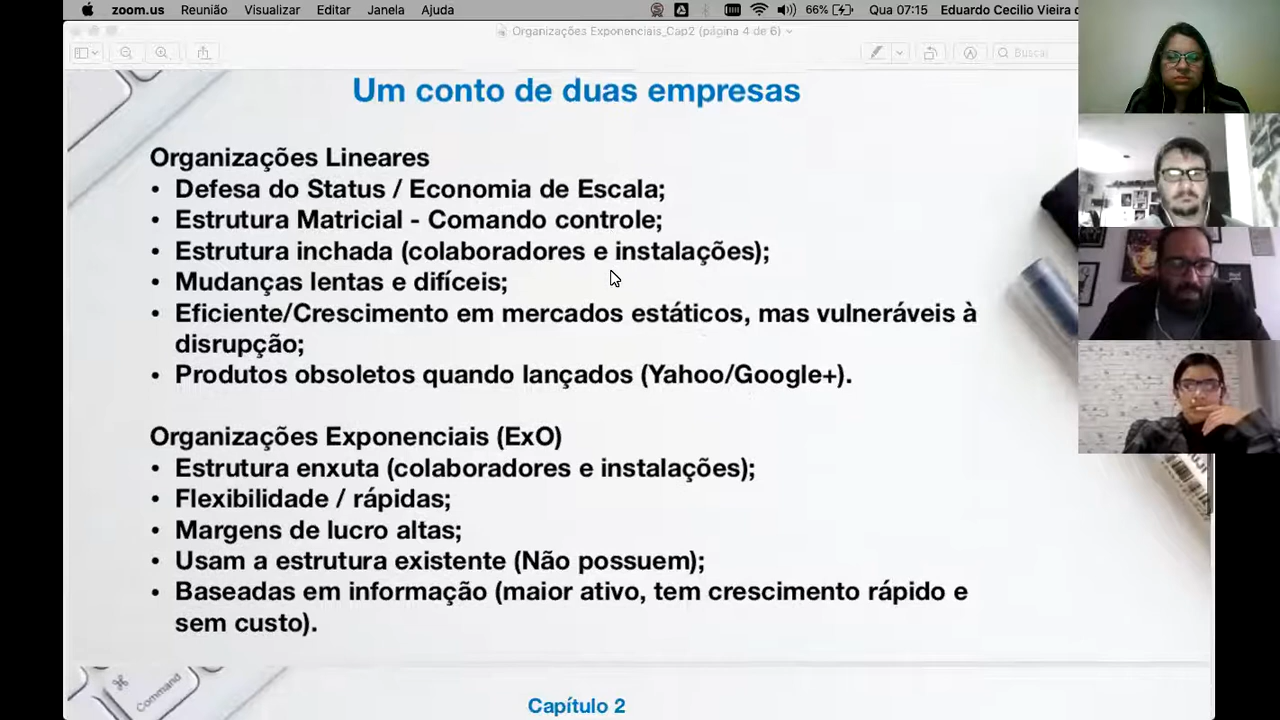 zoom.us Reunião Visualizar Editar Janela Ajuda 66% Qua 07:15 Eduardo Cecilio Vieira d
Organizações Exponenciais_Cap2 (página 4 de 6)
Buscar
Um conto de duas empresas
Organizações Lineares
• Defesa do Status / Economia de Escala;
• Estrutura Matricial - Comando controle;
• Estrutura inchada (colaboradores e instalações);
• Mudanças lentas e difíceis;
• Eficiente/Crescimento em mercados estáticos, mas vulneráveis à
disrupção;
• Produtos obsoletos quando lançados (Yahoo/Google+).
Organizações Exponenciais (ExO)
• Estrutura enxuta (colaboradores e instalações);
• Flexibilidade / rápidas;
• Margens de lucro altas;
• Usam a estrutura existente (Não possuem);
• Baseadas em informação (maior ativo, tem crescimento rápido e
sem custo).
⌘
Command
Capítulo 2